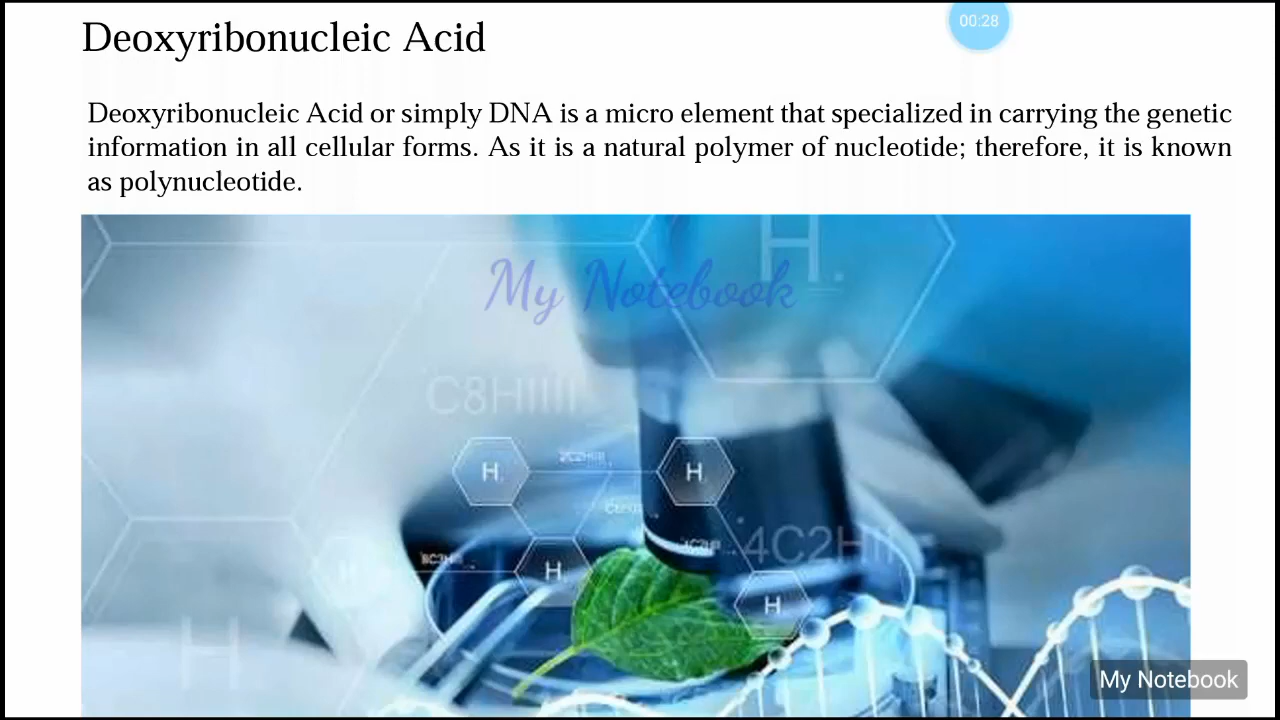 Deoxyribonucleic Acid
00:28
Deoxyribonucleic Acid or simply DNA is a micro element that specialized in carrying the genetic
information in all cellular forms. As it is a natural polymer of nucleotide; therefore, it is known
as polynucleotide.
H.
My Notebook
C8HIIII
H.
H.
4C2HII
H
H
H
My Notebook